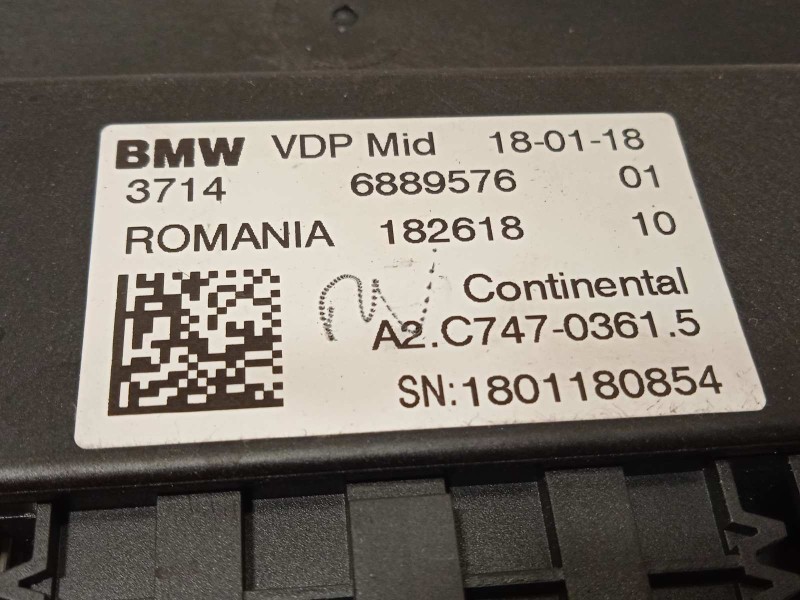 BMW VDP Mid 18-01-18
3714 6889576 01
ROMANIA 182618 10
Continental
A2.C747-0361.5
SN:1801180854